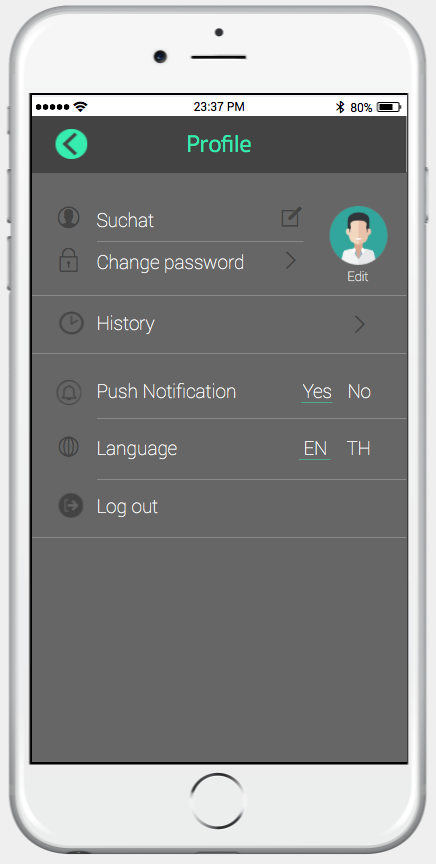 23:37 PM 80%
Profile
Suchat
Change password
Edit
History
Push Notification Yes No
Language EN TH
Log out